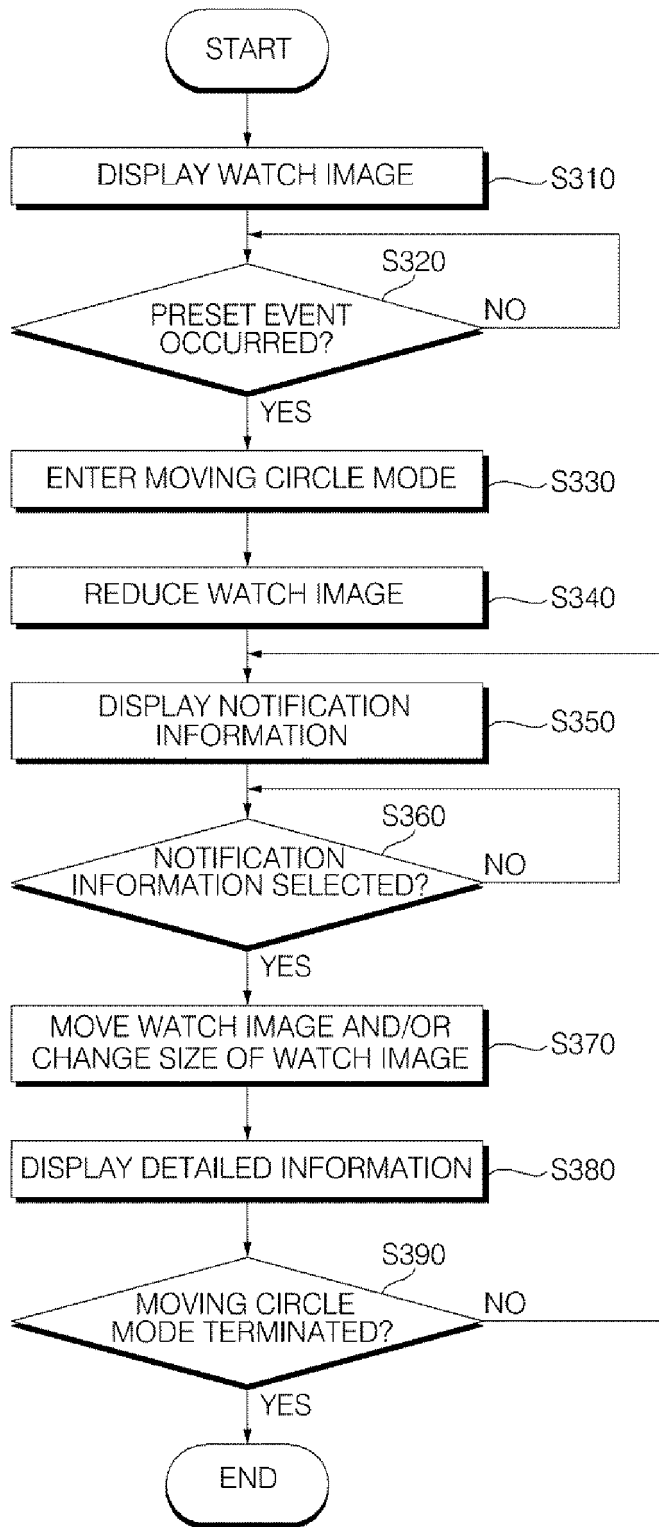 START
DISPLAY WATCH IMAGE
S310
S320
PRESET EVENT
OCCURRED?
NO
YES
ENTER MOVING CIRCLE MODE
S330
REDUCE WATCH IMAGE
S340
DISPLAY NOTIFICATION
INFORMATION
S350
S360
NOTIFICATION
INFORMATION SELECTED?
NO
YES
MOVE WATCH IMAGE AND/OR
CHANGE SIZE OF WATCH IMAGE
S370
DISPLAY DETAILED INFORMATION
S380
S390
MOVING CIRCLE
MODE TERMINATED?
NO
YES
END